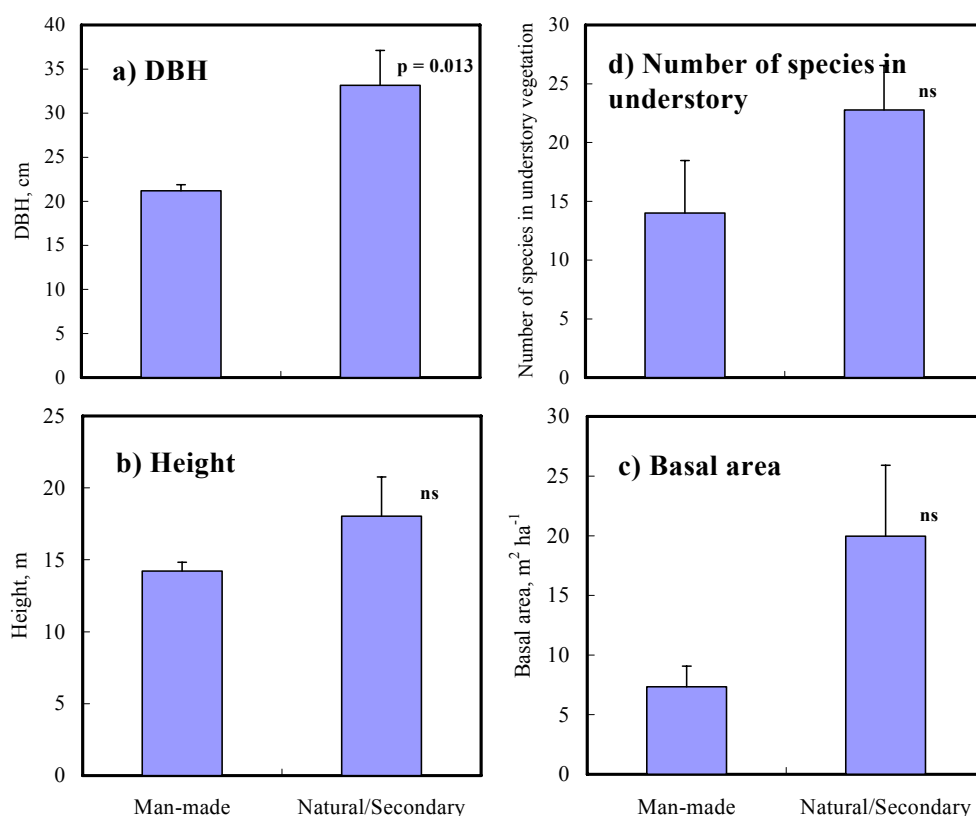 a) DBH
p = 0.013
DBH, cm
40
35
30
25
20
15
10
5
0
d) Number of species in
understory
ns
Number of species in understory vegetation
30
25
20
15
10
5
0
b) Height
ns
Height, m
25
20
15
10
5
0
Man-made
Natural/Secondary
c) Basal area
ns
Basal area, m² ha⁻¹
30
25
20
15
10
5
0
Man-made
Natural/Secondary